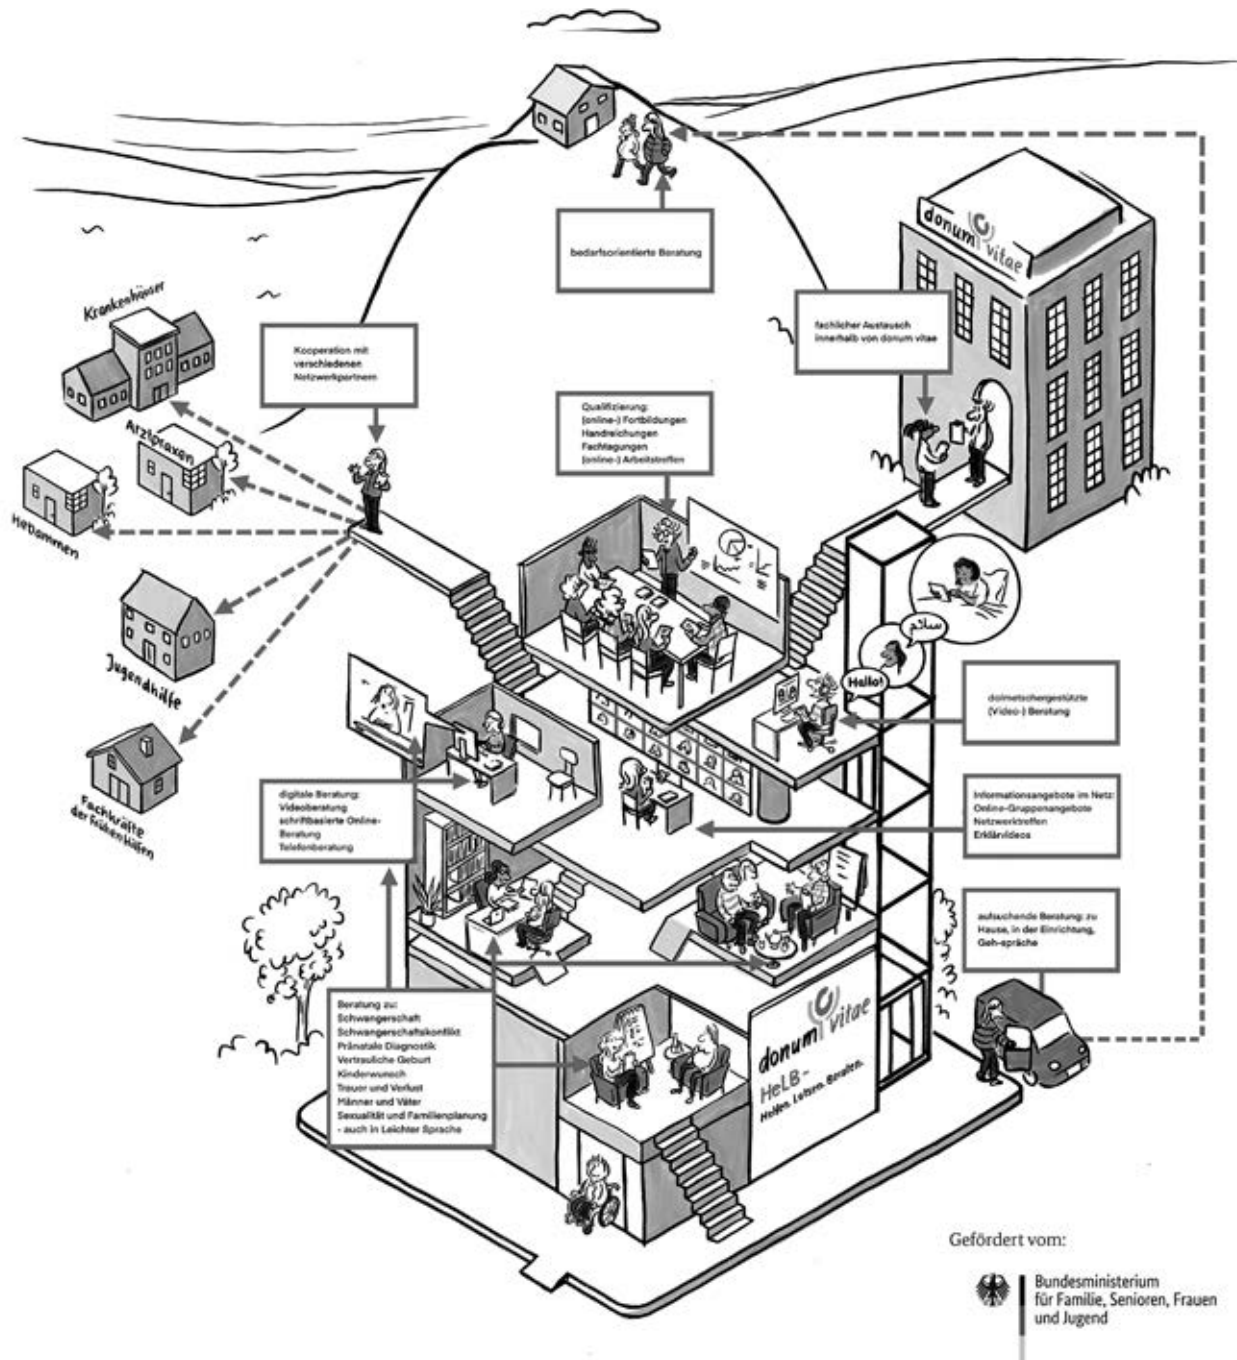 donum vitae
bedarfsorientierte Beratung
fachlicher Austausch
innerhalb von donum vitae
Krankenhäuser
Kooperation mit
verschiedenen
Netzwerkpartnern
Qualifizierung:
(online-) Fortbildungen
Handreichungen
Fachtagungen
(online-) Arbeitstreffen
Arztpraxen
Hebammen
Jugendhilfe
Fachkräfte
der Frühen Hilfen
سلام
Hallo!
dolmetschergestützte
(Video-) Beratung
digitale Beratung:
Videoberatung
schriftbasierte Online-
Beratung
Telefonberatung
Informationsangebote im Netz:
Online-Gruppenangebote
Netzwerktreffen
Erklärvideos
aufsuchende Beratung: zu
Hause, in der Einrichtung,
Geh-spräche
Beratung zu:
Schwangerschaft
Schwangerschaftskonflikt
Pränatale Diagnostik
Vertrauliche Geburt
Kinderwunsch
Trauer und Verlust
Männer und Väter
Sexualität und Familienplanung
- auch in Leichter Sprache
donum vitae
HeLB -
Helfen. Lotsen. Beraten.
Gefördert vom:
Bundesministerium
für Familie, Senioren, Frauen
und Jugend